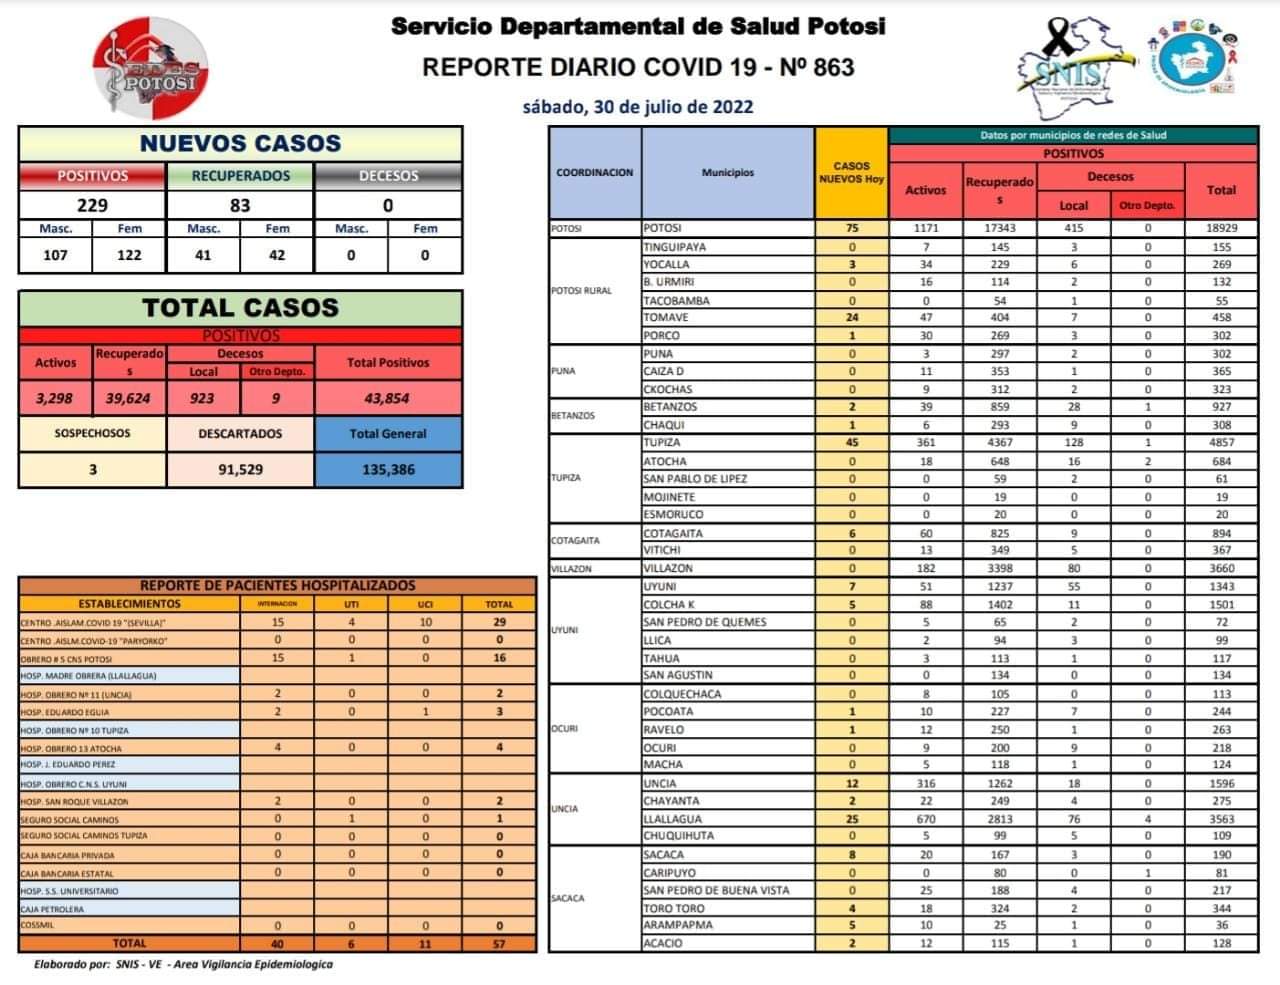 Servicio Departamental de Salud Potosi
REPORTE DIARIO COVID 19 - Nº 863
sábado, 30 de julio de 2022
SEDES POTOSI
SNIS
NUEVOS CASOS
POSITIVOS RECUPERADOS DECESOS
229 83 0
Masc. Fem Masc. Fem Masc. Fem
107 122 41 42 0 0
TOTAL CASOS
POSITIVOS
Activos Recuperados Decesos Total Positivos
Local Otro Depto.
3,298 39,624 923 9 43,854
SOSPECHOSOS DESCARTADOS Total General
3 91,529 135,386
REPORTE DE PACIENTES HOSPITALIZADOS
ESTABLECIMIENTOS INTERNACION UTI UCI TOTAL
CENTRO .AISLAM.COVID 19 "(SEVILLA)" 15 4 10 29
CENTRO .AISLM.COVID-19 "PARYORKO" 0 0 0 0
OBRERO # 5 CNS POTOSI 15 1 0 16
HOSP. MADRE OBRERA (LLALLAGUA)
HOSP. OBRERO Nº 11 (UNCIA) 2 0 0 2
HOSP. EDUARDO EGUIA 2 0 1 3
HOSP. OBRERO Nº 10 TUPIZA
HOSP. OBRERO 13 ATOCHA 4 0 0 4
HOSP. J. EDUARDO PEREZ
HOSP. OBRERO C.N.S. UYUNI
HOSP. SAN ROQUE VILLAZON 2 0 0 2
SEGURO SOCIAL CAMINOS 0 1 0 1
SEGURO SOCIAL CAMINOS TUPIZA 0 0 0 0
CAJA BANCARIA PRIVADA 0 0 0 0
CAJA BANCARIA ESTATAL 0 0 0 0
HOSP. S.S. UNIVERSITARIO
CAJA PETROLERA
COSSMIL 0 0 0 0
TOTAL 40 6 11 57
Elaborado por: SNIS - VE - Area Vigilancia Epidemiologica
COORDINACION Municipios CASOS NUEVOS Hoy Datos por municipios de redes de Salud
POSITIVOS
Activos Recuperados Decesos Total
Local Otro Depto.
POTOSI POTOSI 75 1171 17343 415 0 18929
POTOSI RURAL TINGUIPAYA 0 7 145 3 0 155
YOCALLA 3 34 229 6 0 269
B. URMIRI 0 16 114 2 0 132
TACOBAMBA 0 0 54 1 0 55
TOMAVE 24 47 404 7 0 458
PORCO 1 30 269 3 0 302
PUNA PUNA 0 3 297 2 0 302
CAIZA D 0 11 353 1 0 365
CKOCHAS 0 9 312 2 0 323
BETANZOS BETANZOS 2 39 859 28 1 927
CHAQUI 1 6 293 9 0 308
TUPIZA TUPIZA 45 361 4367 128 1 4857
ATOCHA 0 18 648 16 2 684
SAN PABLO DE LIPEZ 0 0 59 2 0 61
MOJINETE 0 0 19 0 0 19
ESMORUCO 0 0 20 0 0 20
COTAGAITA COTAGAITA 6 60 825 9 0 894
VITICHI 0 13 349 5 0 367
VILLAZON VILLAZON 0 182 3398 80 0 3660
UYUNI UYUNI 7 51 1237 55 0 1343
COLCHA K 5 88 1402 11 0 1501
SAN PEDRO DE QUEMES 0 5 65 2 0 72
LLICA 0 2 94 3 0 99
TAHUA 0 3 113 1 0 117
SAN AGUSTIN 0 0 134 0 0 134
OCURI COLQUECHACA 0 8 105 0 0 113
POCOATA 1 10 227 7 0 244
RAVELO 1 12 250 1 0 263
OCURI 0 9 200 9 0 218
MACHA 0 5 118 1 0 124
UNCIA UNCIA 12 316 1262 18 0 1596
CHAYANTA 2 22 249 4 0 275
LLALLAGUA 25 670 2813 76 4 3563
CHUQUIHUTA 0 5 99 5 0 109
SACACA SACACA 8 20 167 3 0 190
CARIPUYO 0 0 80 0 1 81
SAN PEDRO DE BUENA VISTA 0 25 188 4 0 217
TORO TORO 4 18 324 2 0 344
ARAMPAPMA 5 10 25 1 0 36
ACACIO 2 12 115 1 0 128